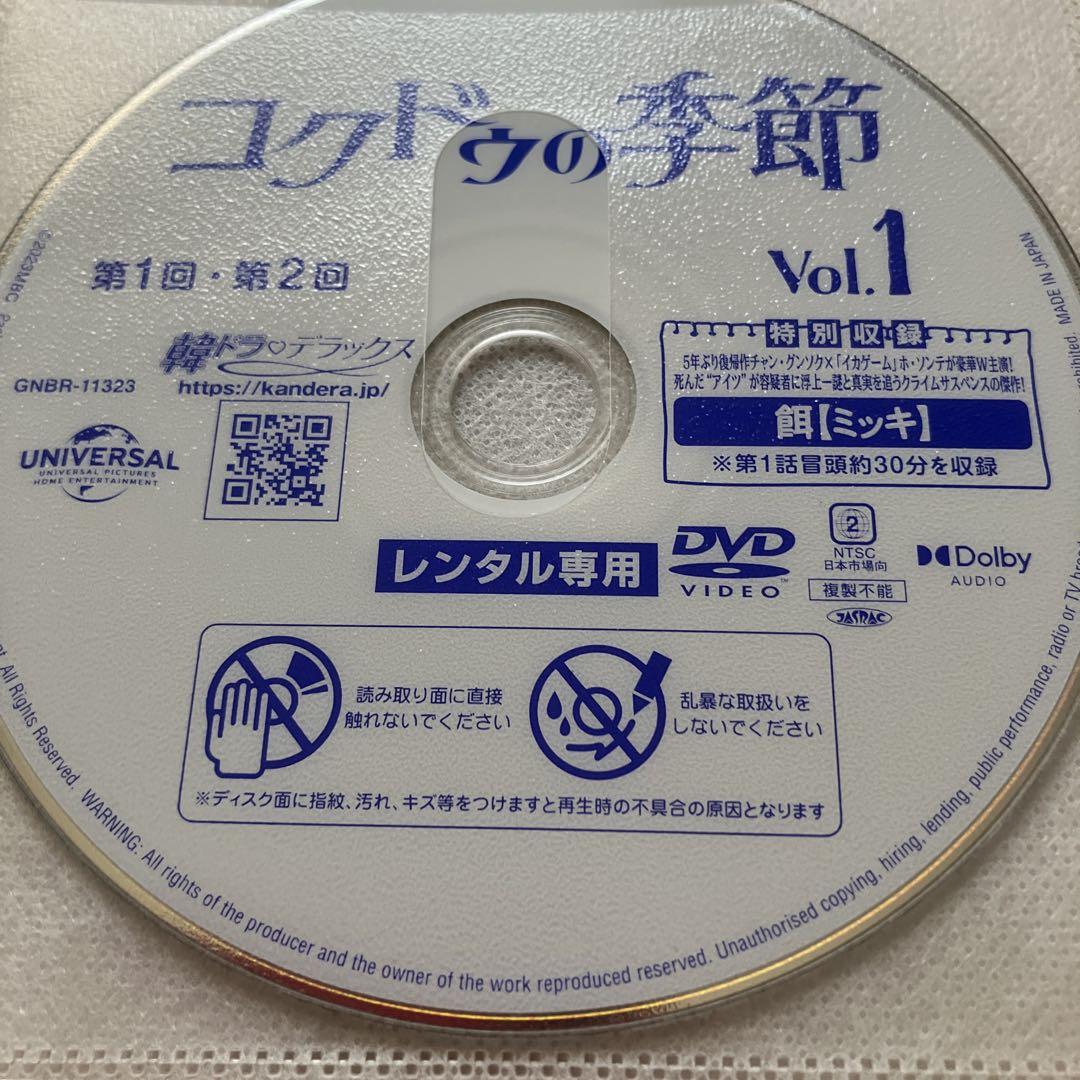 コクドゥの季節
Vol.1
第1回・第2回
韓ドラ♡デラックス
https://kandera.jp/
GNBR-11323
UNIVERSAL
UNIVERSAL PICTURES
HOME ENTERTAINMENT
特別収録
5年ぶり復帰作チャン・グンソク×「イカゲーム」ホ・ソンテが豪華W主演!
死んだ“アイツ”が容疑者に浮上―謎と真実を追うクライムサスペンスの傑作!
餌【ミッキ】
※第1話冒頭約30分を収録
レンタル専用
DVD
VIDEO
TM
2
NTSC
日本市場向
複製不能
JASRAC
Dolby
AUDIO
読み取り面に直接
触れないでください
乱暴な取扱いを
しないでください
※ディスク面に指紋、汚れ、キズ等をつけますと再生時の不具合の原因となります
©2023MBC
All Rights Reserved. WARNING: All rights of the producer and the owner of the work reproduced reserved. Unauthorised copying, hiring, lending, public performance, radio or TV
MADE IN JAPAN